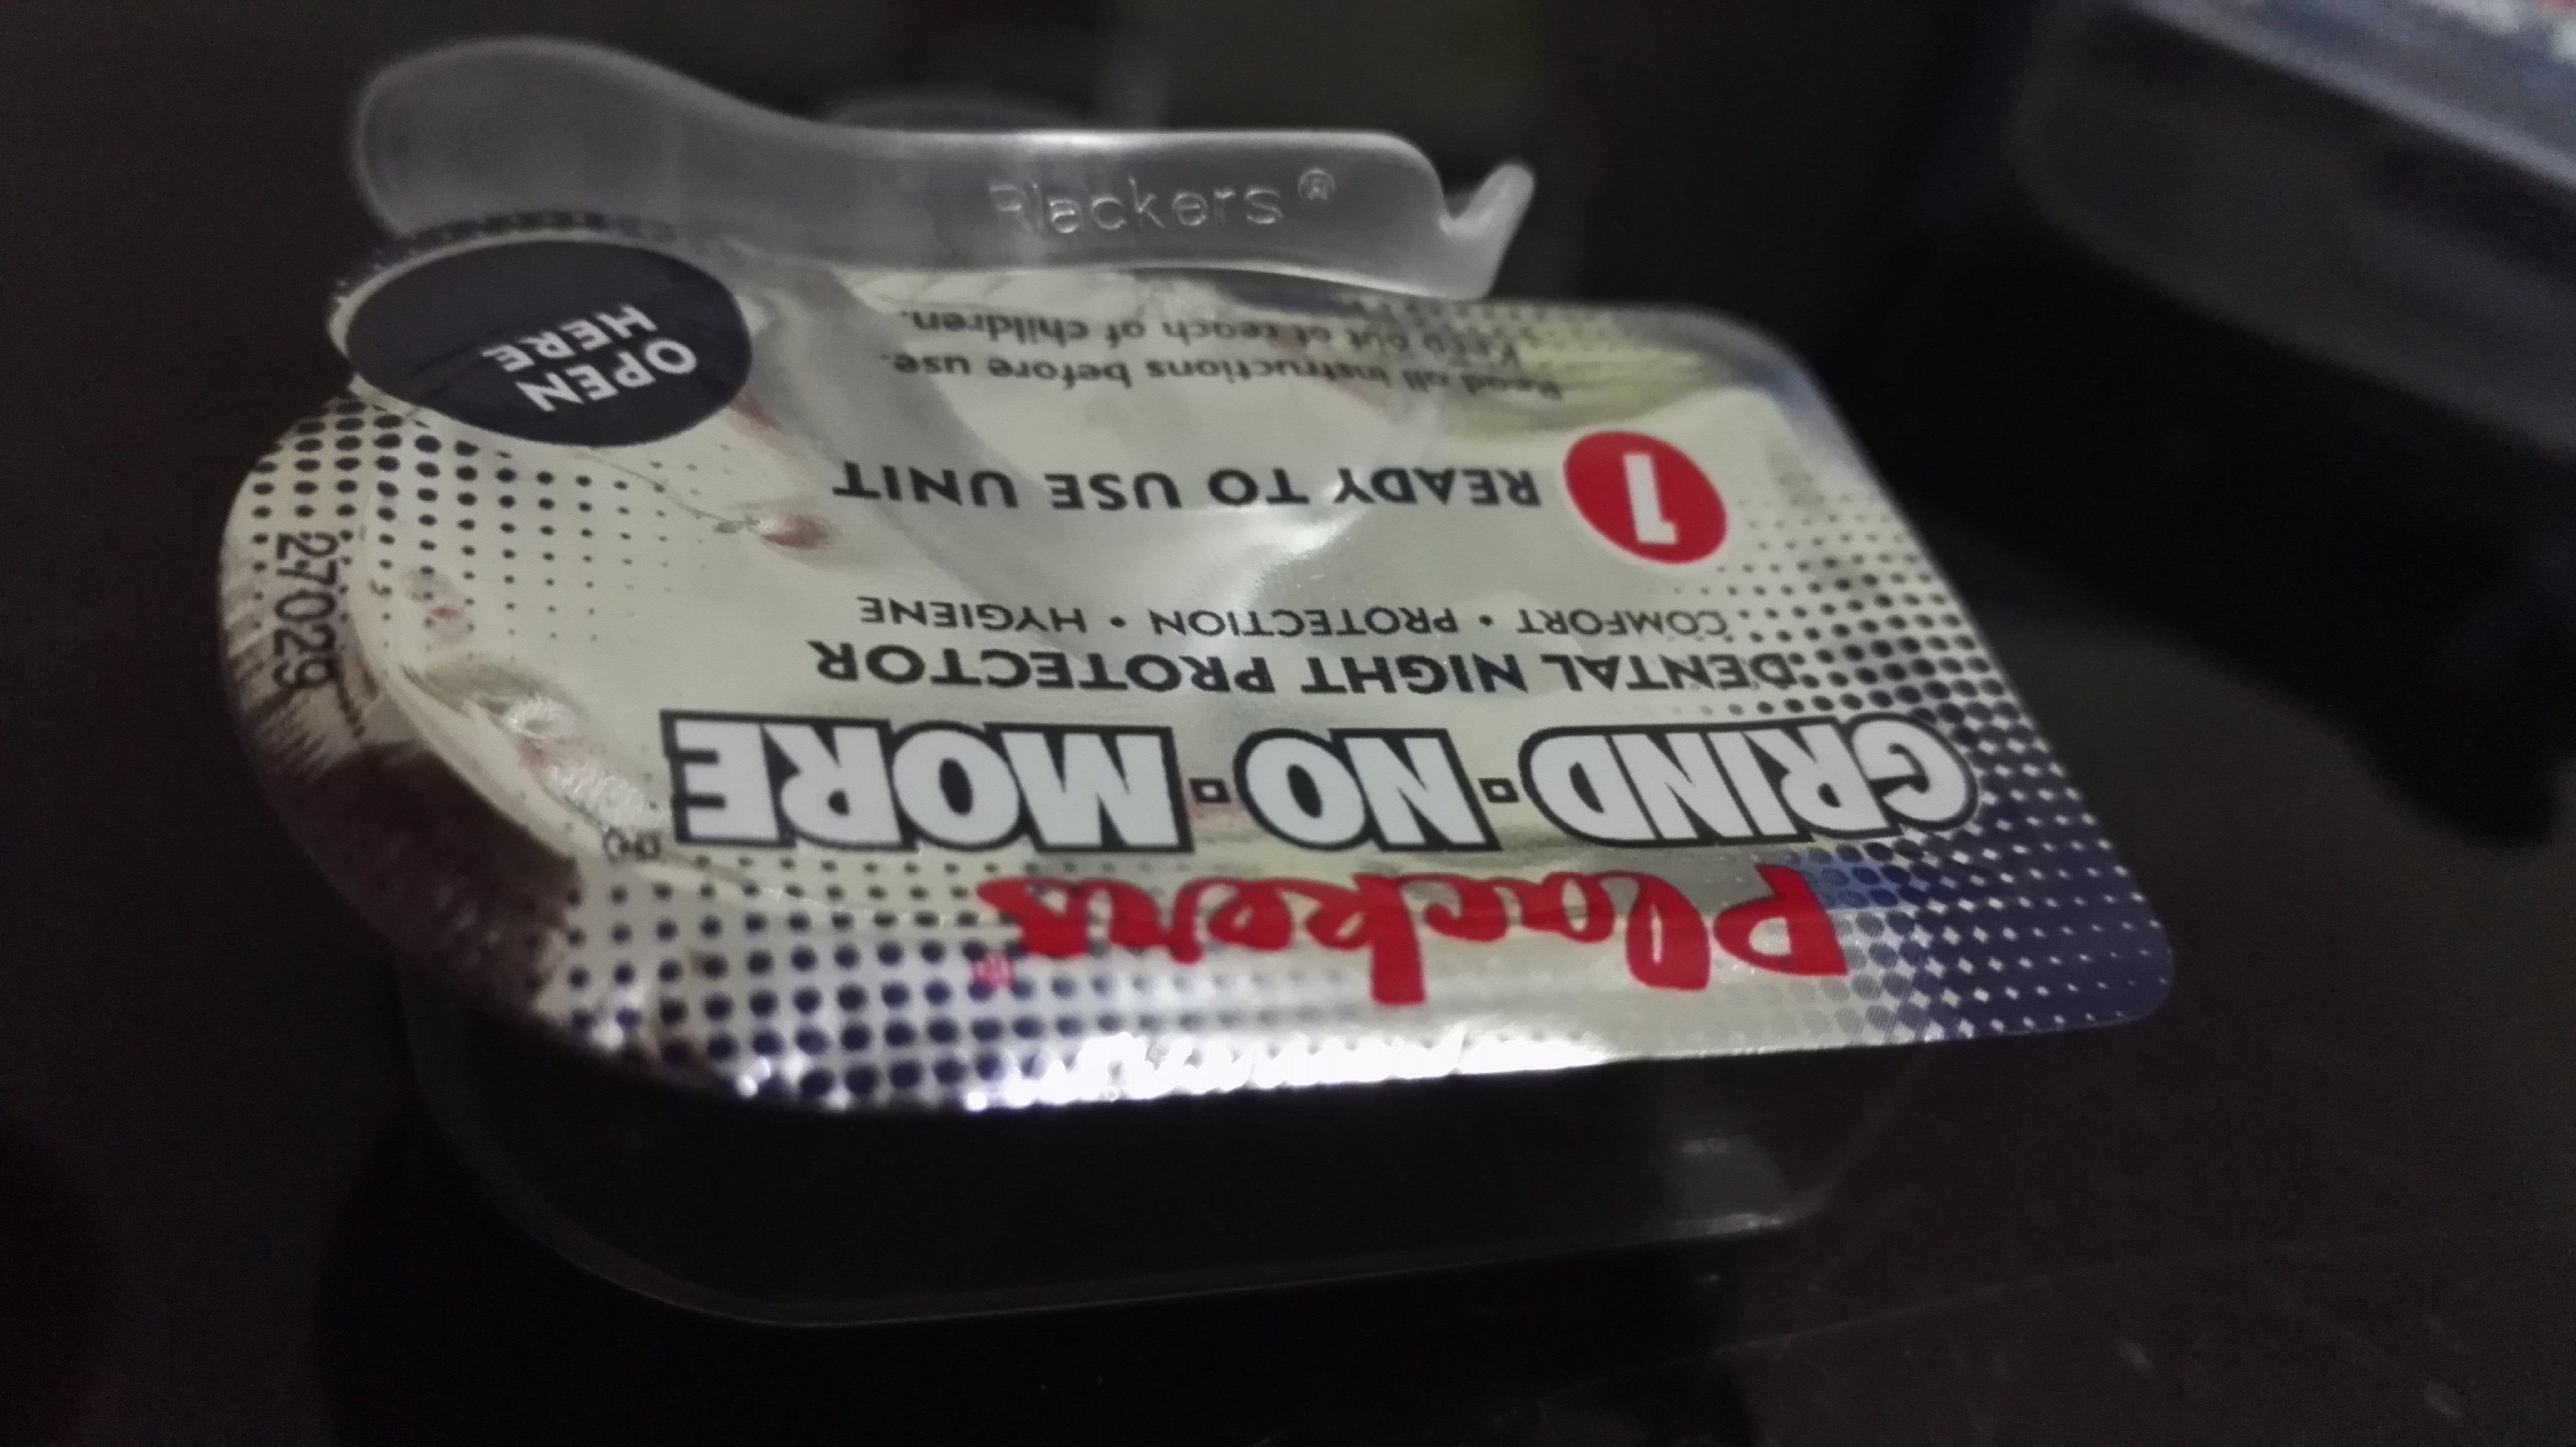 Plackers®
GRIND·NO·MORE
DENTAL NIGHT PROTECTOR
COMFORT • PROTECTION • HYGIENE
1 READY TO USE UNIT
Read all instructions before use.
Keep out of reach of children.
OPEN
HERE
27029
Plackers®